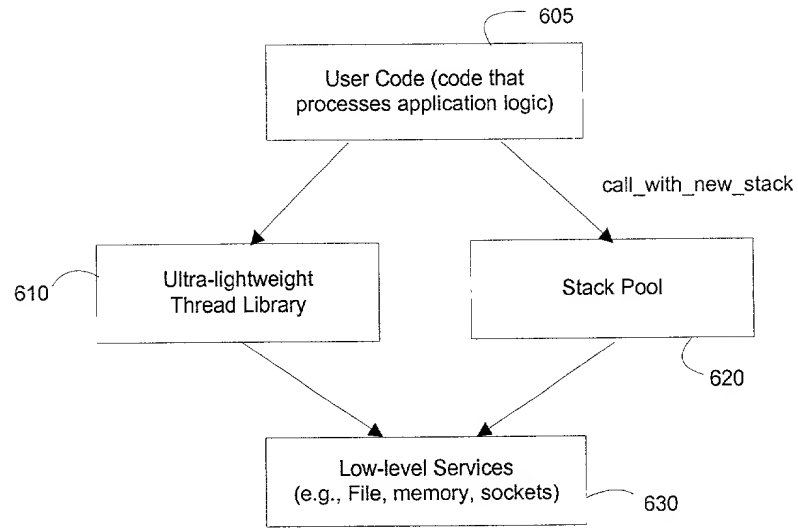 605
User Code (code that
processes application logic)
call_with_new_stack
610
Ultra-lightweight
Thread Library
Stack Pool
620
Low-level Services
(e.g., File, memory, sockets)
630